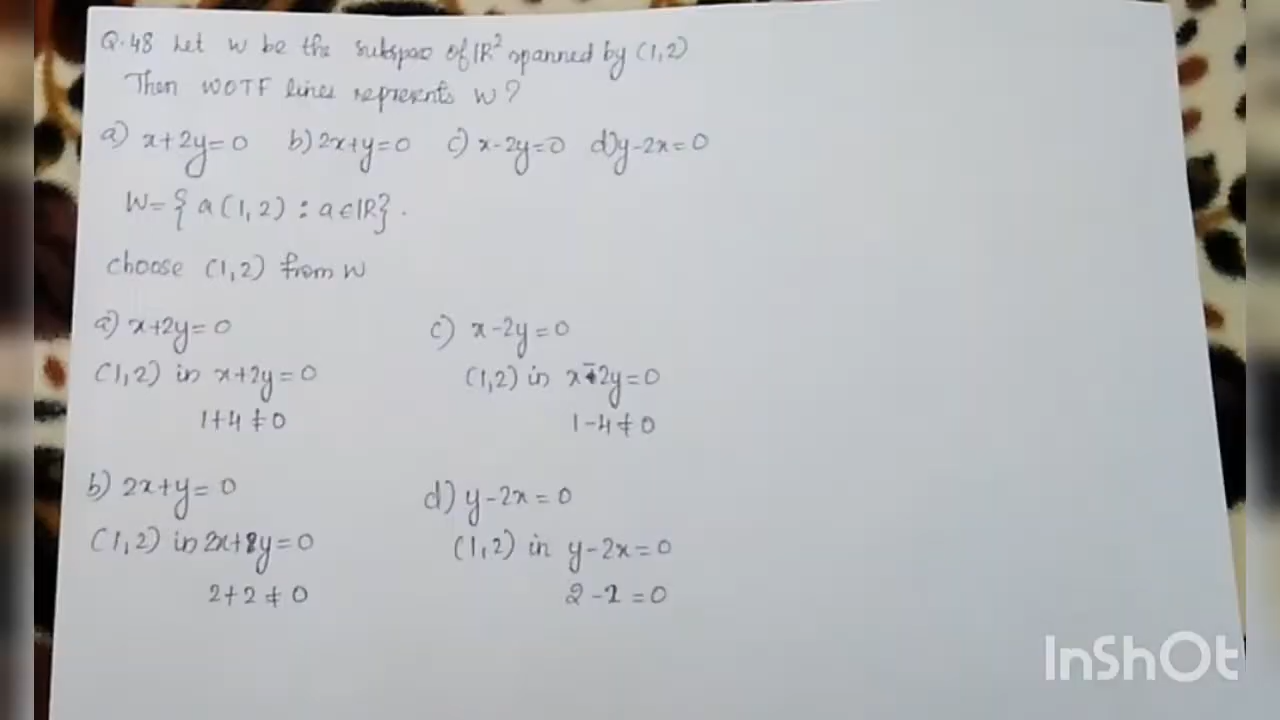 Q.48 Let W be the subspace of IR² spanned by (1,2)
Then WOTF lines represents W?
a) x+2y=0 b) 2x+y=0 c) x-2y=0 d) y-2x=0
W={ a(1,2) : a∈IR}.
choose (1,2) from W
a) x+2y=0
(1,2) in x+2y=0
1+4≠0
b) 2x+y=0
(1,2) in 2x+y=0
2+2≠0
c) x-2y=0
(1,2) in x-2y=0
1-4≠0
d) y-2x=0
(1,2) in y-2x=0
2-2=0
InShOt